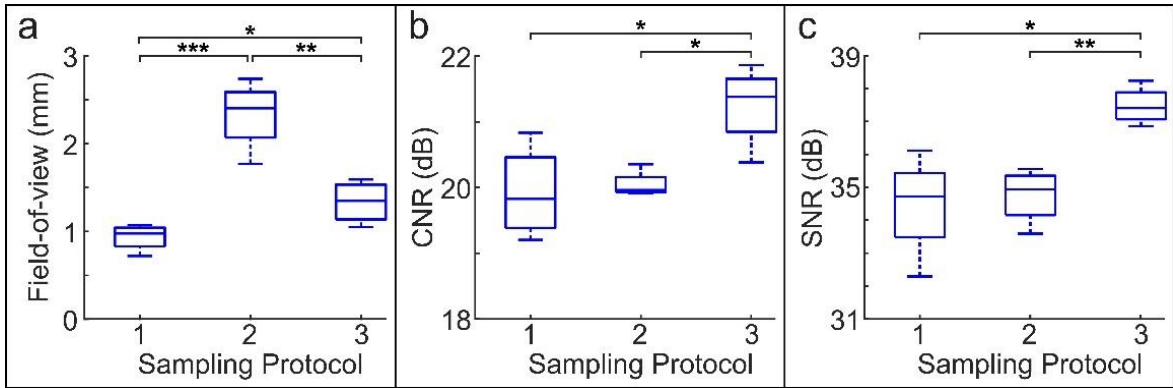 a
*
***
**
3
2
1
0
Field-of-view (mm)
1
2
3
Sampling Protocol
b
*
*
22
20
18
CNR (dB)
1
2
3
Sampling Protocol
c
*
**
39
35
31
SNR (dB)
1
2
3
Sampling Protocol